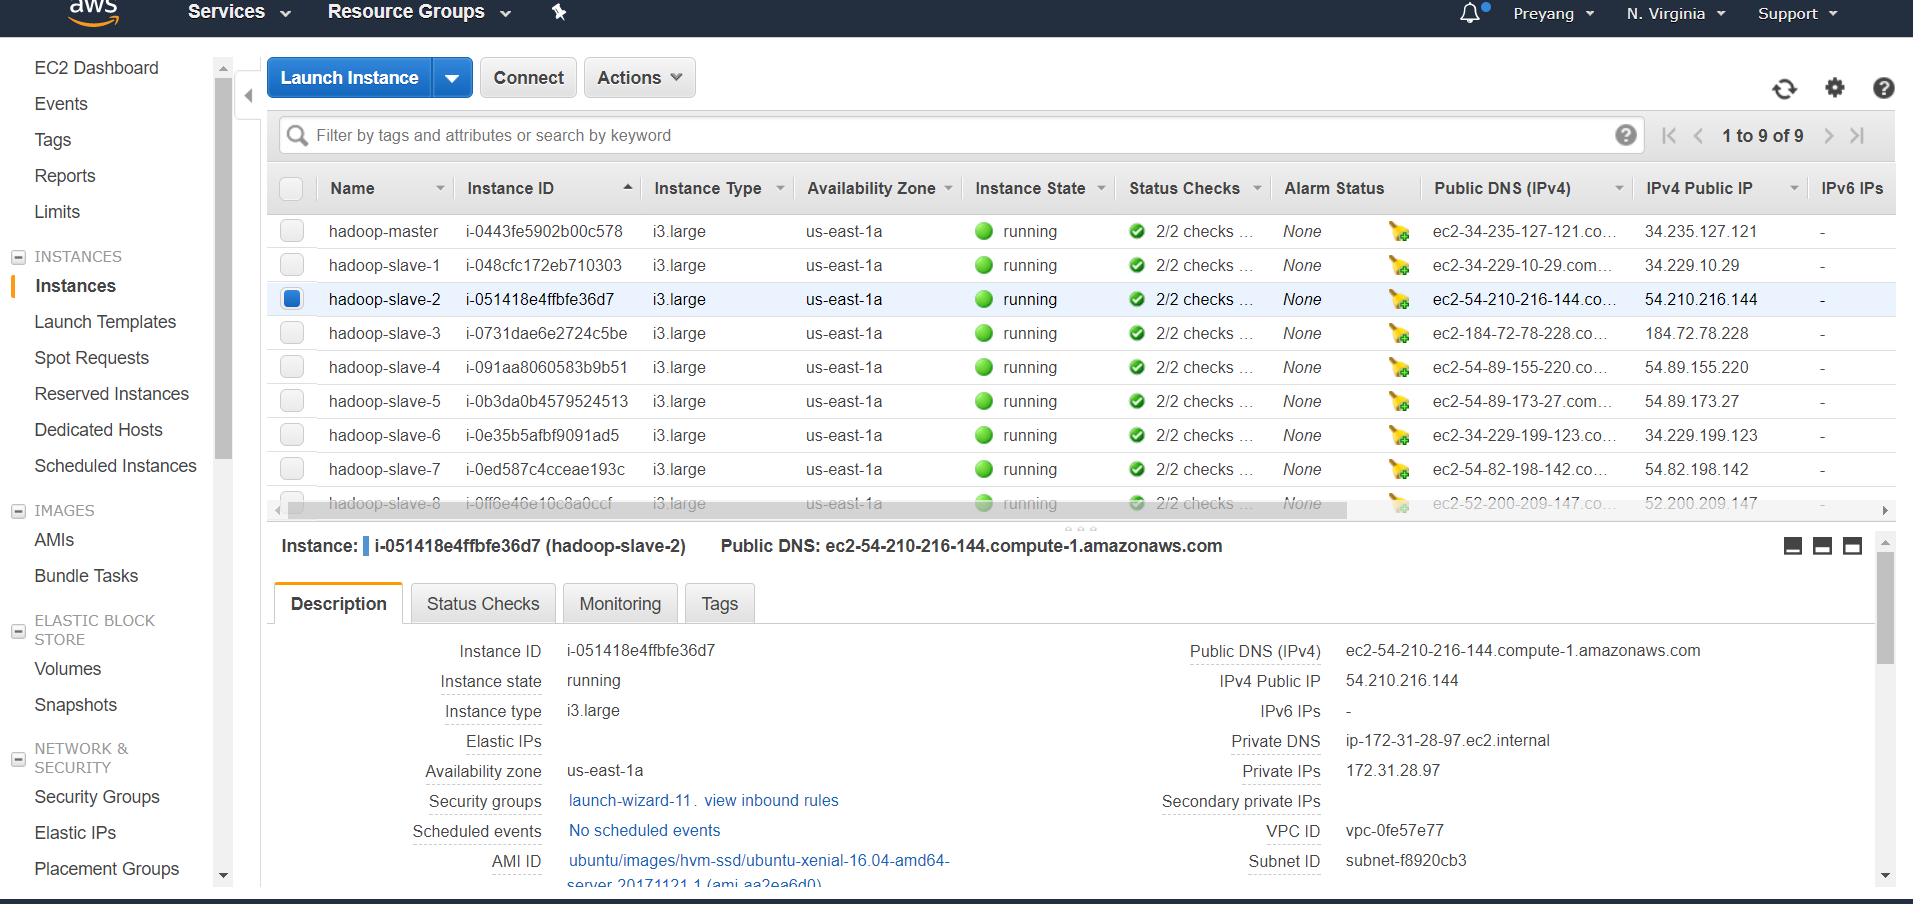 aws Services Resource Groups Preyang N. Virginia Support
EC2 Dashboard
Events
Tags
Reports
Limits
INSTANCES
Instances
Launch Templates
Spot Requests
Reserved Instances
Dedicated Hosts
Scheduled Instances
IMAGES
AMIs
Bundle Tasks
ELASTIC BLOCK
STORE
Volumes
Snapshots
NETWORK &
SECURITY
Security Groups
Elastic IPs
Placement Groups
Launch Instance Connect Actions
Filter by tags and attributes or search by keyword 1 to 9 of 9
Name Instance ID Instance Type Availability Zone Instance State Status Checks Alarm Status Public DNS (IPv4) IPv4 Public IP IPv6 IPs
hadoop-master i-0443fe5902b00c578 i3.large us-east-1a running 2/2 checks ... None ec2-34-235-127-121.co... 34.235.127.121 -
hadoop-slave-1 i-048cfc172eb710303 i3.large us-east-1a running 2/2 checks ... None ec2-34-229-10-29.com... 34.229.10.29 -
hadoop-slave-2 i-051418e4ffbfe36d7 i3.large us-east-1a running 2/2 checks ... None ec2-54-210-216-144.co... 54.210.216.144 -
hadoop-slave-3 i-0731dae6e2724c5be i3.large us-east-1a running 2/2 checks ... None ec2-184-72-78-228.co... 184.72.78.228 -
hadoop-slave-4 i-091aa8060583b9b51 i3.large us-east-1a running 2/2 checks ... None ec2-54-89-155-220.co... 54.89.155.220 -
hadoop-slave-5 i-0b3da0b4579524513 i3.large us-east-1a running 2/2 checks ... None ec2-54-89-173-27.com... 54.89.173.27 -
hadoop-slave-6 i-0e35b5afbf9091ad5 i3.large us-east-1a running 2/2 checks ... None ec2-34-229-199-123.co... 34.229.199.123 -
hadoop-slave-7 i-0ed587c4cceae193c i3.large us-east-1a running 2/2 checks ... None ec2-54-82-198-142.co... 54.82.198.142 -
hadoop-slave-8 i-0ff6e46e10c8a0ccf i3.large us-east-1a running 2/2 checks ... None ec2-52-200-209-147.co... 52.200.209.147 -
Instance: i-051418e4ffbfe36d7 (hadoop-slave-2) Public DNS: ec2-54-210-216-144.compute-1.amazonaws.com
Description Status Checks Monitoring Tags
Instance ID i-051418e4ffbfe36d7 Public DNS (IPv4) ec2-54-210-216-144.compute-1.amazonaws.com
Instance state running IPv4 Public IP 54.210.216.144
Instance type i3.large IPv6 IPs -
Elastic IPs Private DNS ip-172-31-28-97.ec2.internal
Availability zone us-east-1a Private IPs 172.31.28.97
Security groups launch-wizard-11. view inbound rules Secondary private IPs
Scheduled events No scheduled events VPC ID vpc-0fe57e77
AMI ID ubuntu/images/hvm-ssd/ubuntu-xenial-16.04-amd64- Subnet ID subnet-f8920cb3
server-20171121.1 (ami-aa2ea6d0)